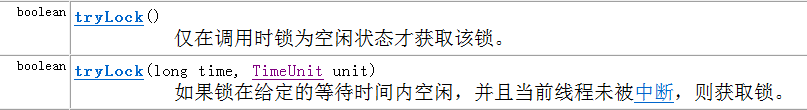 boolean tryLock()
仅在调用时锁为空闲状态才获取该锁。
boolean tryLock(long time, TimeUnit unit)
如果锁在给定的等待时间内空闲，并且当前线程未被中断，则获取锁。